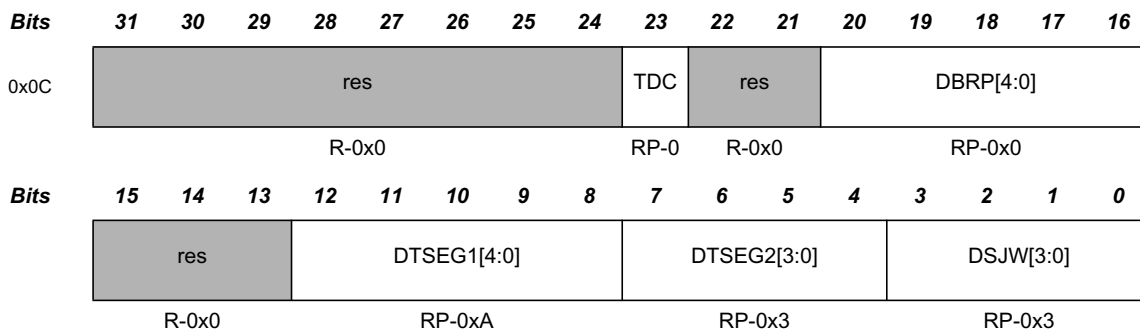 Bits 31 30 29 28 27 26 25 24 23 22 21 20 19 18 17 16
0x0C res TDC res DBRP[4:0]
R-0x0 RP-0 R-0x0 RP-0x0
Bits 15 14 13 12 11 10 9 8 7 6 5 4 3 2 1 0
res DTSEG1[4:0] DTSEG2[3:0] DSJW[3:0]
R-0x0 RP-0xA RP-0x3 RP-0x3